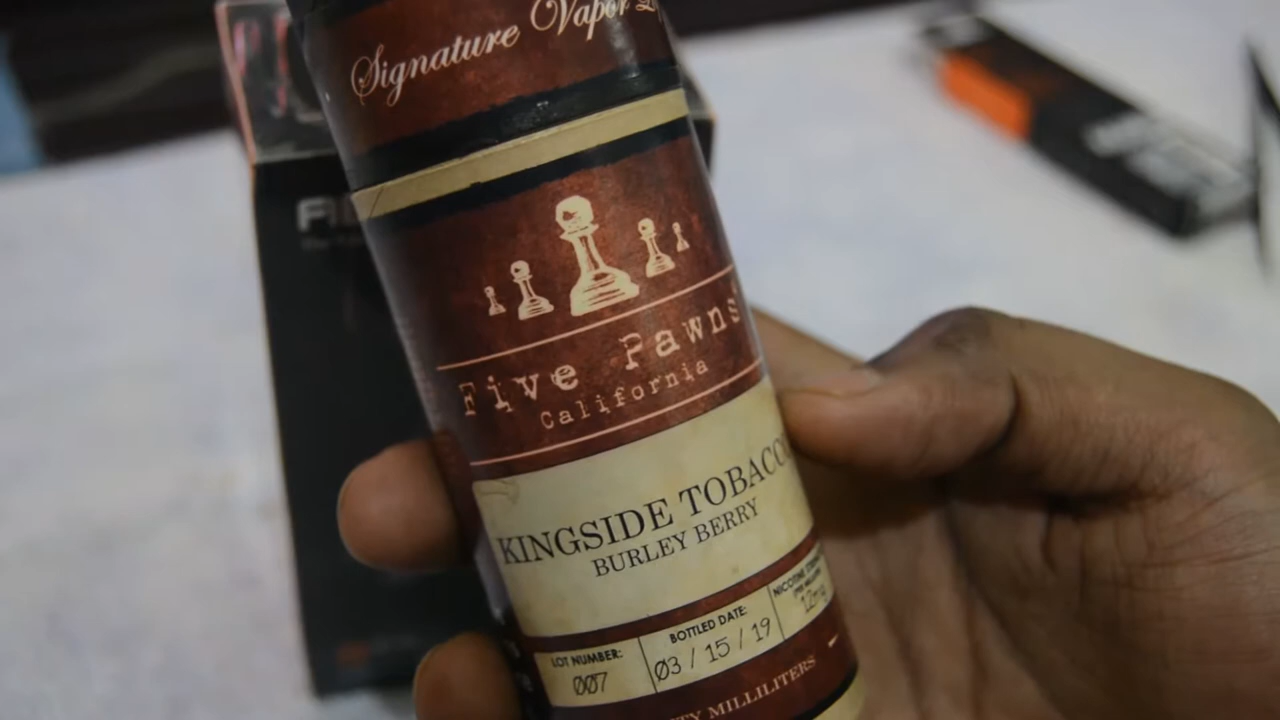 Signature Vapor
Five Pawns'
California
KINGSIDE TOBACCO
BURLEY BERRY
LOT NUMBER:
007
BOTTLED DATE:
03 / 15 / 19
NICOTINE
12mg
MILLILITERS